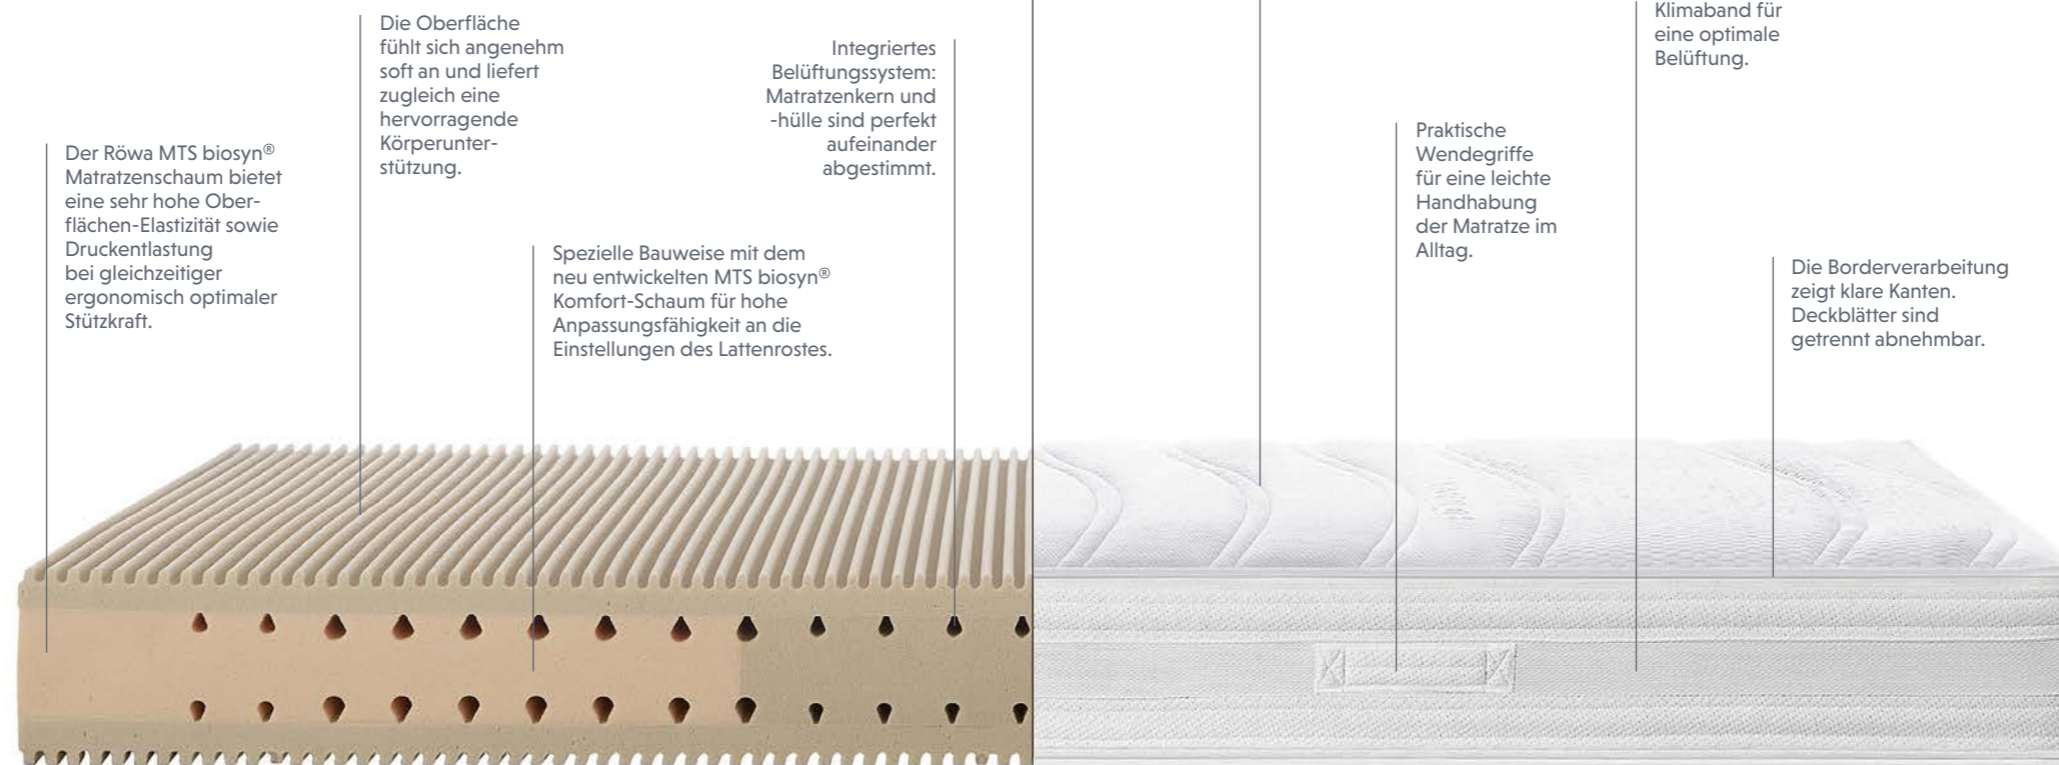 Die Oberfläche
fühlt sich angenehm
soft an und liefert
zugleich eine
hervorragende
Körperunter-
stützung.
Integriertes
Belüftungssystem:
Matratzenkern und
-hülle sind perfekt
aufeinander
abgestimmt.
Der Röwa MTS biosyn®
Matratzenschaum bietet
eine sehr hohe Ober-
flächen-Elastizität sowie
Druckentlastung
bei gleichzeitiger
ergonomisch optimaler
Stützkraft.
Spezielle Bauweise mit dem
neu entwickelten MTS biosyn®
Komfort-Schaum für hohe
Anpassungsfähigkeit an die
Einstellungen des Lattenrostes.
Klimaband für
eine optimale
Belüftung.
Praktische
Wendegriffe
für eine leichte
Handhabung
der Matratze im
Alltag.
Die Borderverarbeitung
zeigt klare Kanten.
Deckblätter sind
getrennt abnehmbar.